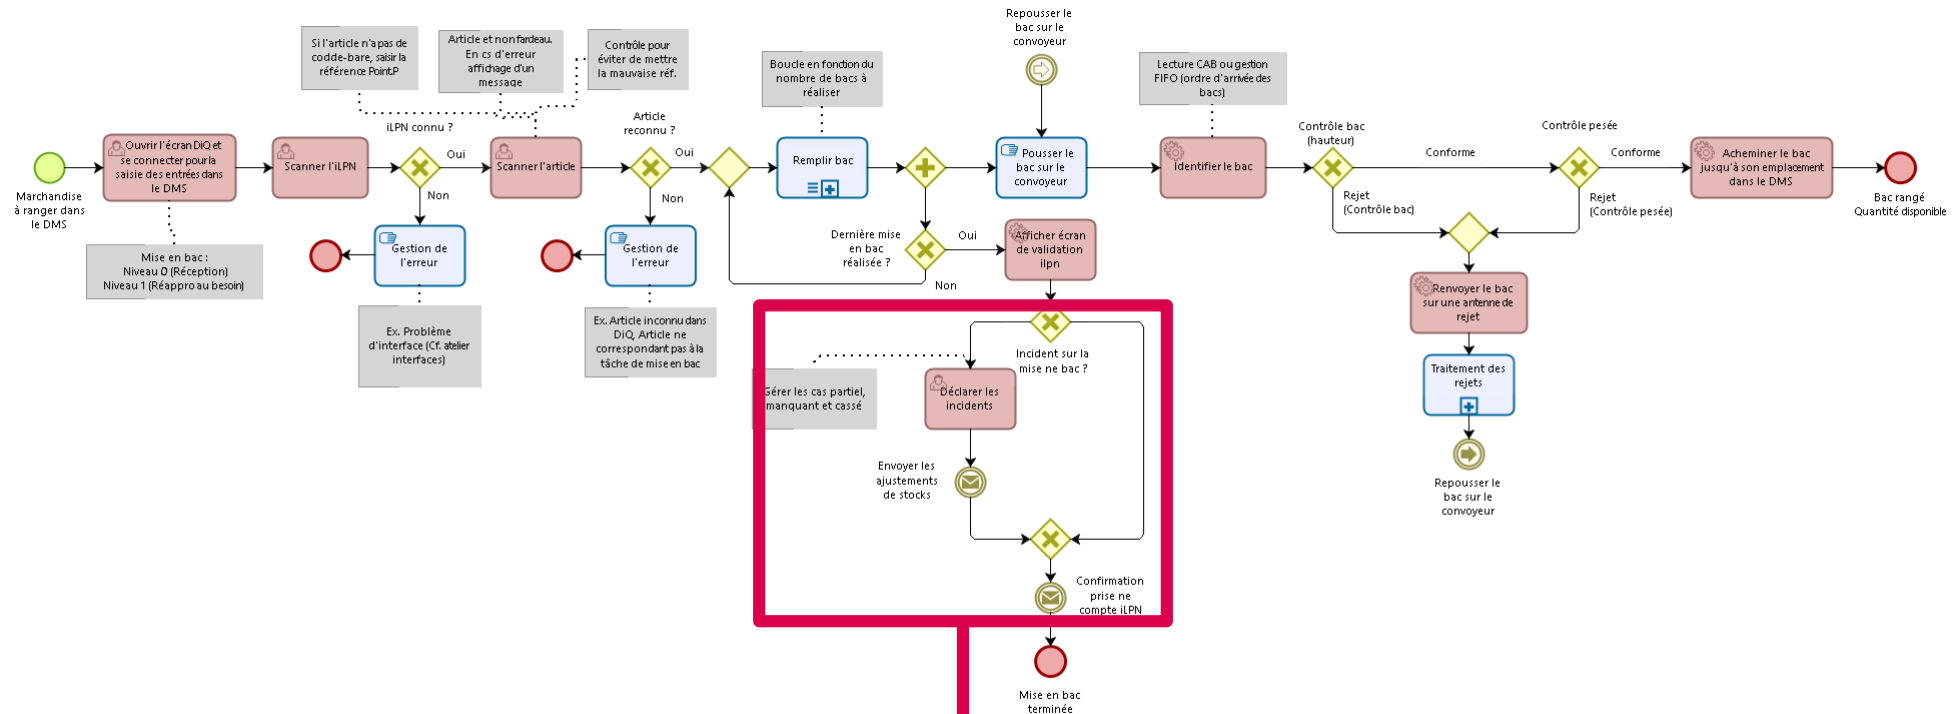 Repousser le
bac sur le
convoyeur
Si l'article n'a pas de
codde-bare, saisir la
référence Point.P
Article et non fardeau.
En cs d'erreur
affichage d'un
message
Contrôle pour
éviter de mettre
la mauvaise réf.
Boucle en fonction du
nombre de bacs à
réaliser
Lecture CAB ou gestion
FIFO (ordre d'arrivée des
bacs)
iLPN connu ?
Article
reconnu ?
Contrôle bac
(hauteur)
Contrôle pesée
Marchandise
à ranger dans
le DMS
Ouvrir l'écran DiQ et
se connecter pour la
saisie des entrées dans
le DMS
Scanner l'iLPN
Oui
Non
Scanner l'article
Oui
Non
Remplir bac
Pousser le
bac sur le
convoyeur
Identifier le bac
Conforme
Conforme
Acheminer le bac
jusqu'à son emplacement
dans le DMS
Bac rangé
Quantité disponible
Rejet
(Contrôle bac)
Rejet
(Contrôle pesée)
Mise en bac :
Niveau 0 (Réception)
Niveau 1 (Réappro au besoin)
Gestion de
l'erreur
Gestion de
l'erreur
Dernière mise
en bac
réalisée ?
Oui
Non
Afficher écran
de validation
ilpn
Ex. Problème
d'interface (Cf. atelier
interfaces)
Ex. Article inconnu dans
DiQ, Article ne
correspondant pas à la
tâche de mise en bac
Renvoyer le bac
sur une antenne de
rejet
Incident sur la
mise ne bac ?
Gérer les cas partiel,
manquant et cassé
Déclarer les
incidents
Traitement des
rejets
Envoyer les
ajustements
de stocks
Repousser le
bac sur le
convoyeur
Confirmation
prise ne
compte iLPN
Mise en bac
terminée